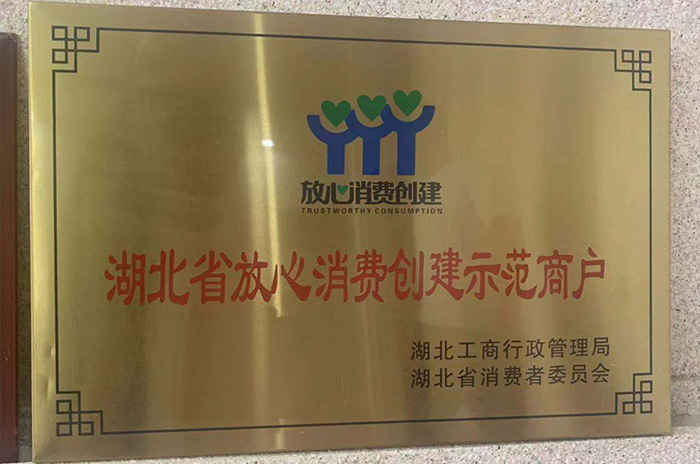 放心消费创建
TRUSTWORTHY CONSUMPTION
湖北省放心消费创建示范商户
湖北工商行政管理局
湖北省消费者委员会